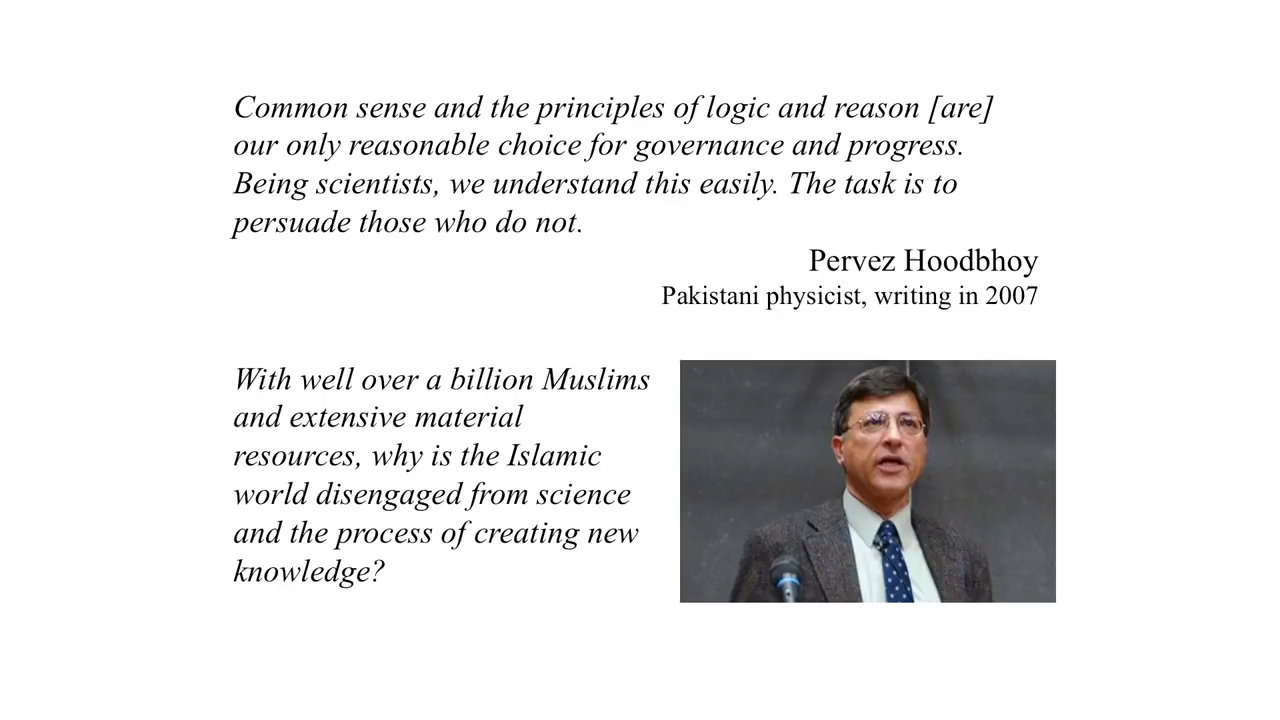 Common sense and the principles of logic and reason [are]
our only reasonable choice for governance and progress.
Being scientists, we understand this easily. The task is to
persuade those who do not.
Pervez Hoodbhoy
Pakistani physicist, writing in 2007
With well over a billion Muslims
and extensive material
resources, why is the Islamic
world disengaged from science
and the process of creating new
knowledge?